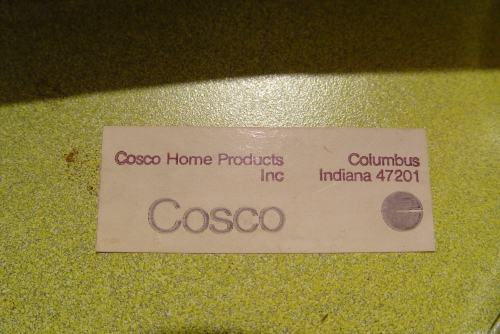 Cosco Home Products
Inc
Columbus
Indiana 47201
Cosco